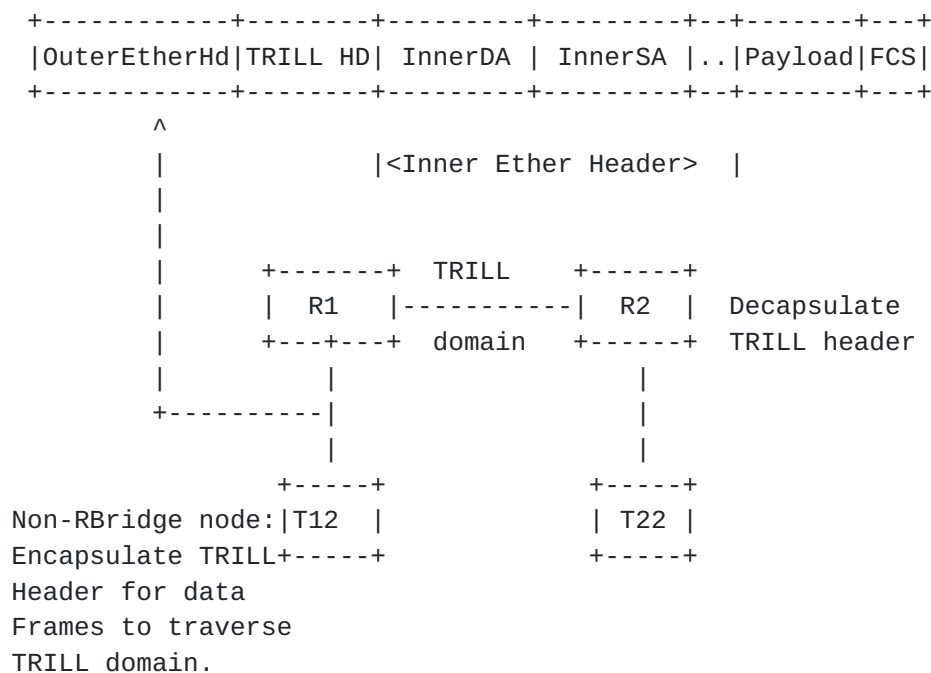 +------------+--------+---------+---------+--+-------+---+
|OuterEtherHd|TRILL HD| InnerDA | InnerSA |..|Payload|FCS|
+------------+--------+---------+---------+--+-------+---+
^
| |<Inner Ether Header> |
|
|
| +-------+ TRILL +------+
| | R1 |-----------| R2 | Decapsulate
| +---+---+ domain +------+ TRILL header
| | |
+----------| |
| |
+-----+ +-----+
Non-RBridge node:|T12 | | T22 |
Encapsulate TRILL+-----+ +-----+
Header for data
Frames to traverse
TRILL domain.